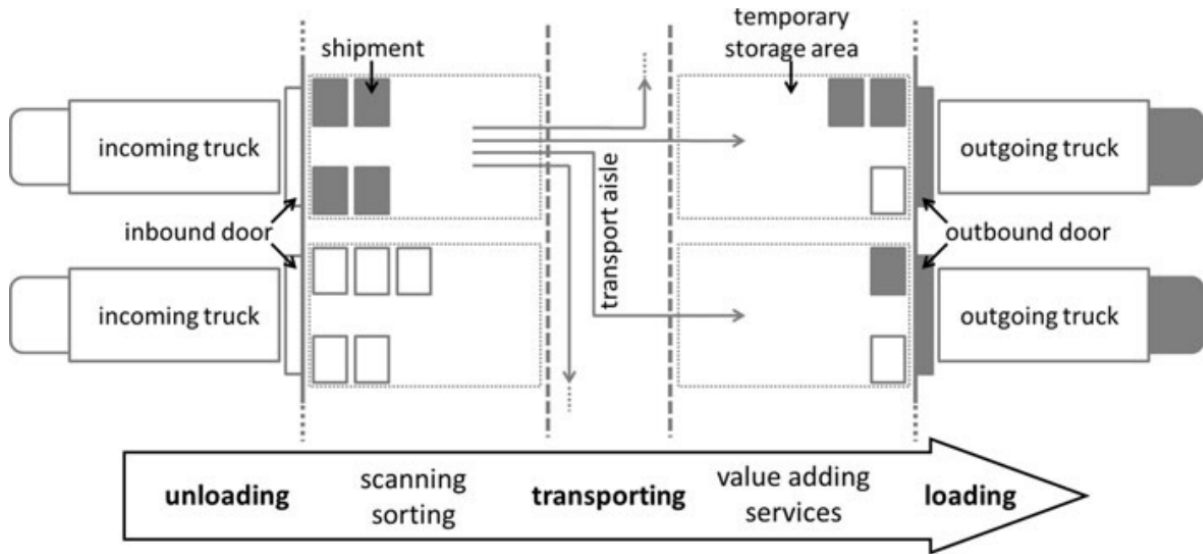 temporary
storage area
shipment
incoming truck
outgoing truck
transport aisle
inbound door
outbound door
incoming truck
outgoing truck
unloading
scanning
sorting
transporting
value adding
services
loading